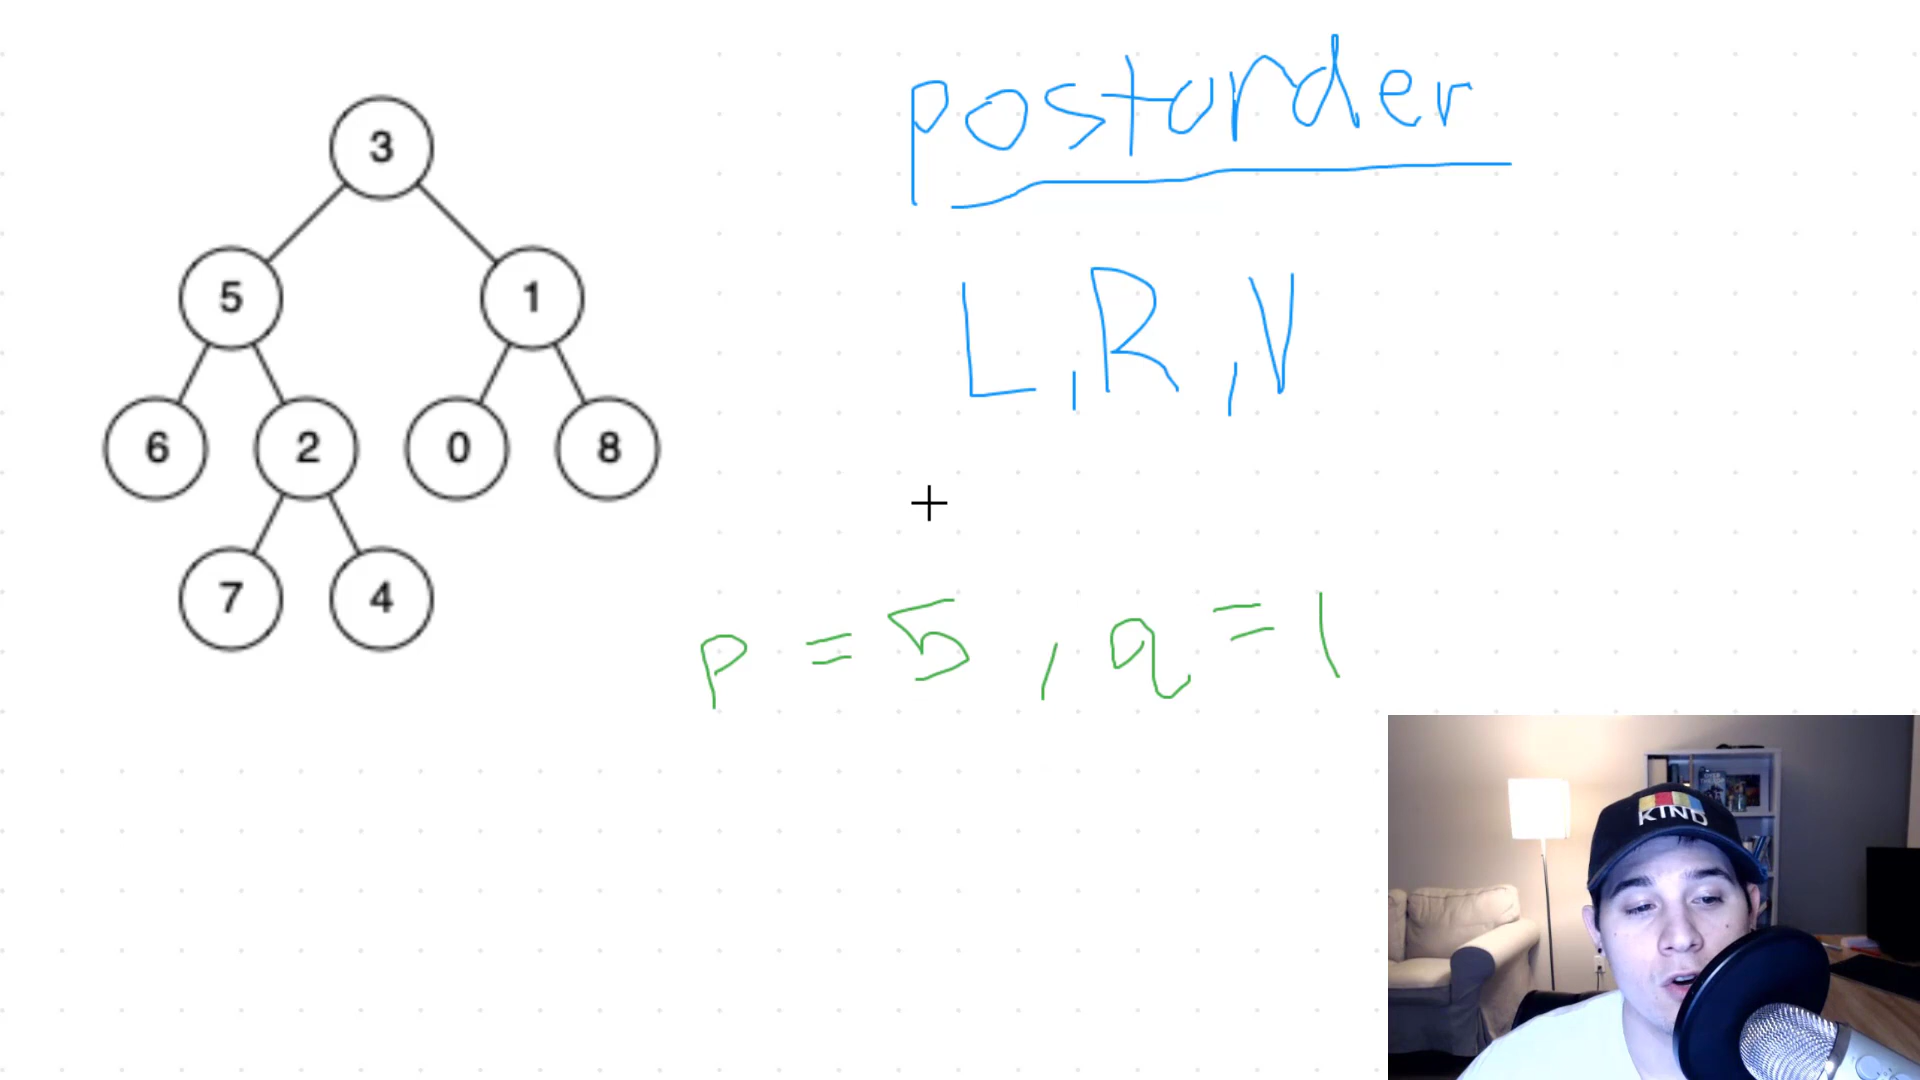 postorder
3
5 1
L, R, V
6 2 0 8
7 4
p = 5, q = 1
KIND